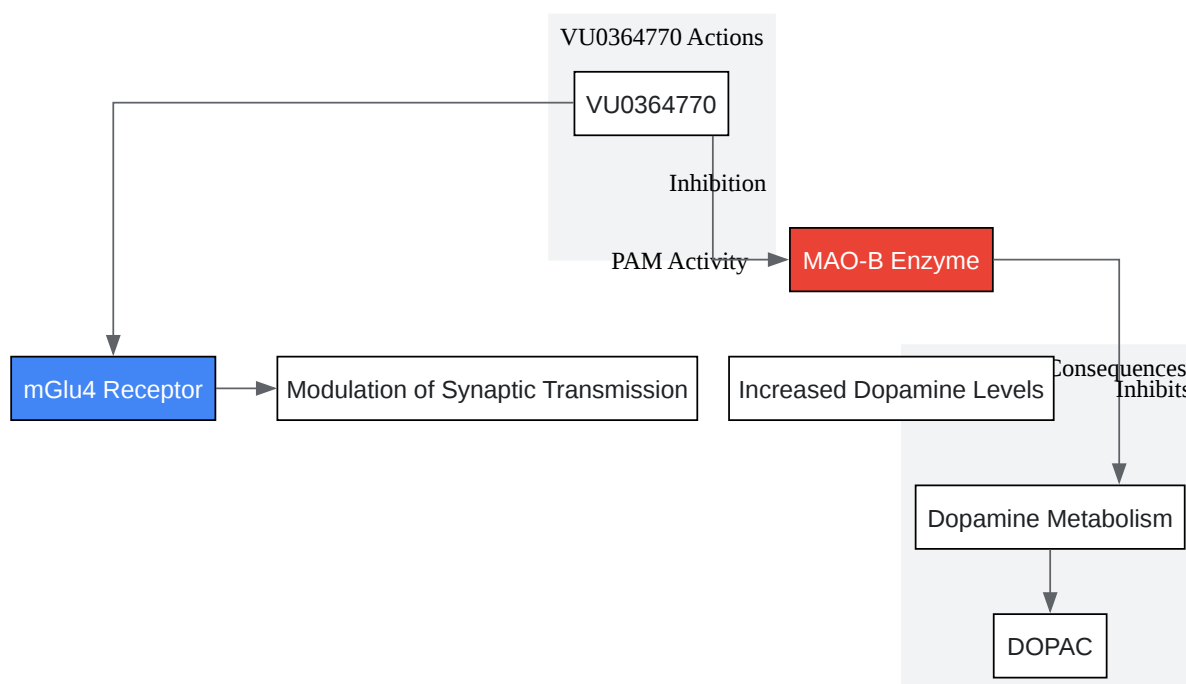 VU0364770 Actions
VU0364770
Inhibition
PAM Activity
MAO-B Enzyme
mGlu4 Receptor
Modulation of Synaptic Transmission
Increased Dopamine Levels
Consequences
Inhibits
Dopamine Metabolism
DOPAC